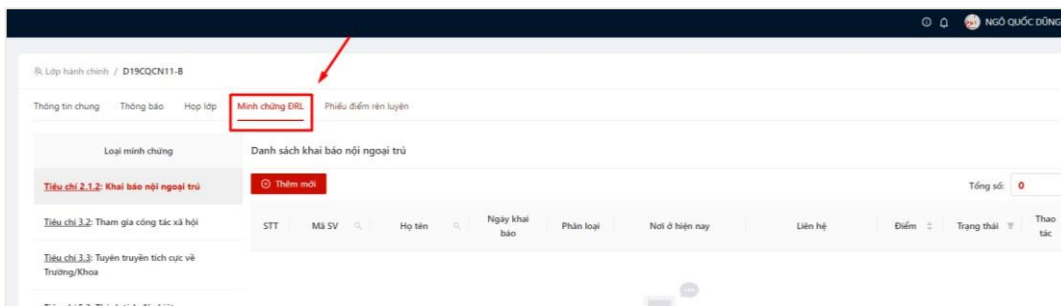 NGÔ QUỐC DŨNG
Lớp hành chính / D19CQCN11-B
Thông tin chung Thông báo Họp lớp Minh chứng ĐRL Phiếu điểm rèn luyện
Loại minh chứng
Danh sách khai báo nội ngoại trú
Tiêu chí 2.1.2: Khai báo nội ngoại trú
Thêm mới
Tổng số: 0
Tiêu chí 3.2: Tham gia công tác xã hội
STT Mã SV Họ tên Ngày khai báo Phân loại Nơi ở hiện nay Liên hệ Điểm Trạng thái Thao tác
Tiêu chí 3.3: Tuyên truyền tích cực về
Trường/Khoa